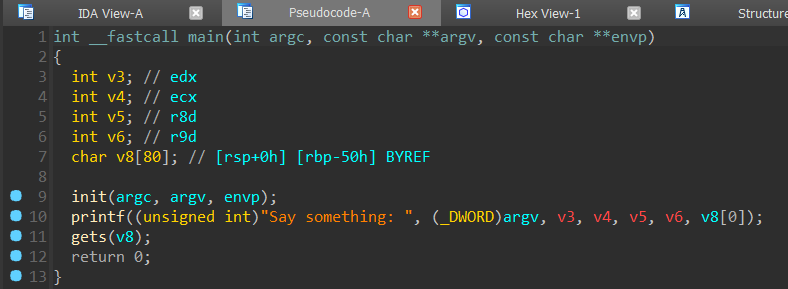 IDA View-A Pseudocode-A Hex View-1 Structure
1 int __fastcall main(int argc, const char **argv, const char **envp)
2 {
3 int v3; // edx
4 int v4; // ecx
5 int v5; // r8d
6 int v6; // r9d
7 char v8[80]; // [rsp+0h] [rbp-50h] BYREF
8
9 init(argc, argv, envp);
10 printf((unsigned int)"Say something: ", (_DWORD)argv, v3, v4, v5, v6, v8[0]);
11 gets(v8);
12 return 0;
13 }